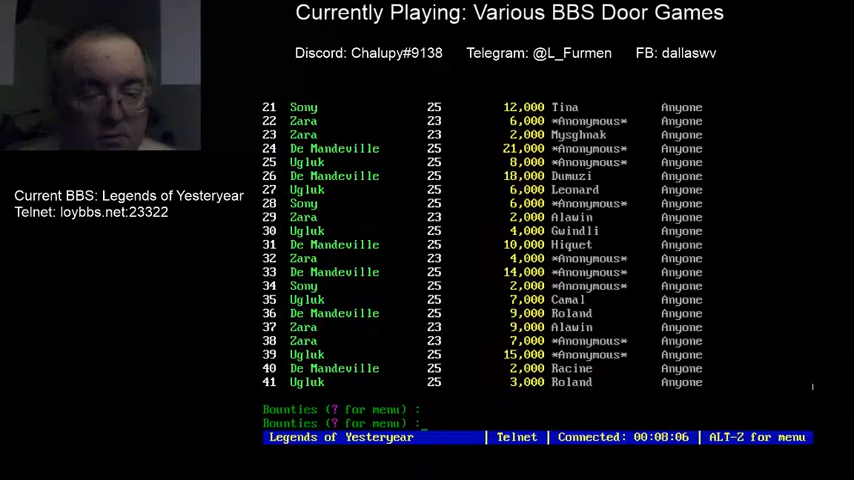 Currently Playing: Various BBS Door Games
Discord: Chalupy#9138 Telegram: @L_Furmen FB: dallaswv
Current BBS: Legends of Yesteryear
Telnet: loybbs.net:23322
21 Sony 25 12,000 Tina Anyone
22 Zara 23 6,000 *Anonymous* Anyone
23 Zara 23 2,000 Mysghnak Anyone
24 De Mandeville 25 21,000 *Anonymous* Anyone
25 Ugluk 25 8,000 *Anonymous* Anyone
26 De Mandeville 25 18,000 Dumuzi Anyone
27 Ugluk 25 6,000 Leonard Anyone
28 Sony 25 6,000 *Anonymous* Anyone
29 Zara 23 2,000 Alawin Anyone
30 Ugluk 25 4,000 Gwindli Anyone
31 De Mandeville 25 10,000 Hiquet Anyone
32 Zara 23 4,000 *Anonymous* Anyone
33 De Mandeville 25 14,000 *Anonymous* Anyone
34 Sony 25 2,000 *Anonymous* Anyone
35 Ugluk 25 7,000 Camal Anyone
36 De Mandeville 25 9,000 Roland Anyone
37 Zara 23 9,000 Alawin Anyone
38 Zara 23 7,000 *Anonymous* Anyone
39 Ugluk 25 15,000 *Anonymous* Anyone
40 De Mandeville 25 2,000 Racine Anyone
41 Ugluk 25 3,000 Roland Anyone
Bounties (? for menu) :
Bounties (? for menu) :_
Legends of Yesteryear | Telnet | Connected: 00:08:06 | ALT-Z for menu